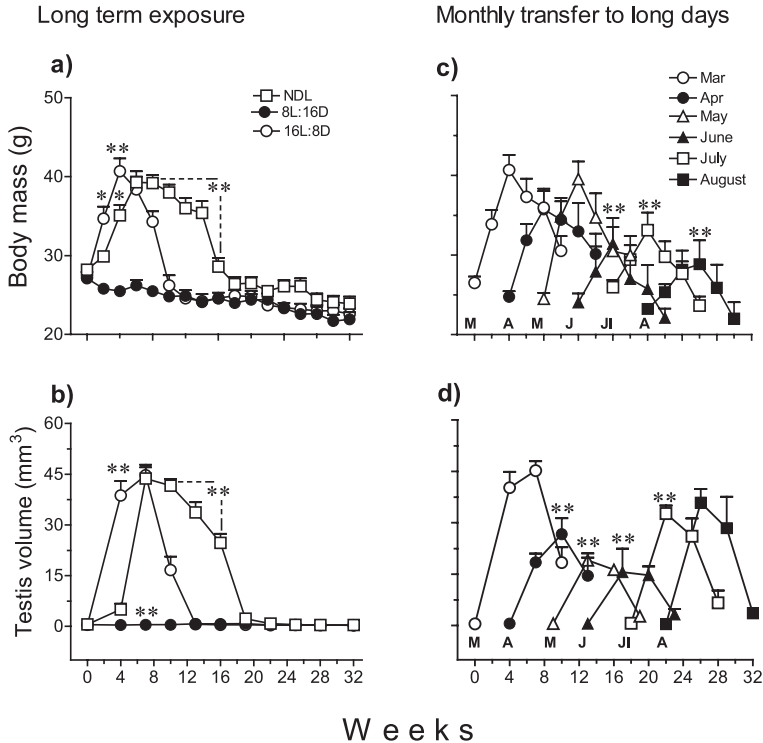 Long term exposure
Monthly transfer to long days
a)
Body mass (g)
50
40
30
20
NDL
8L:16D
16L:8D
**
*
*
**
c)
Mar
Apr
May
June
July
August
**
**
**
M
A
M
J
Jl
A
b)
Testis volume (mm³)
60
45
30
15
0
**
**
**
0
4
8
12
16
20
24
28
32
d)
**
**
**
**
M
A
M
J
Jl
A
0
4
8
12
16
20
24
28
32
Weeks